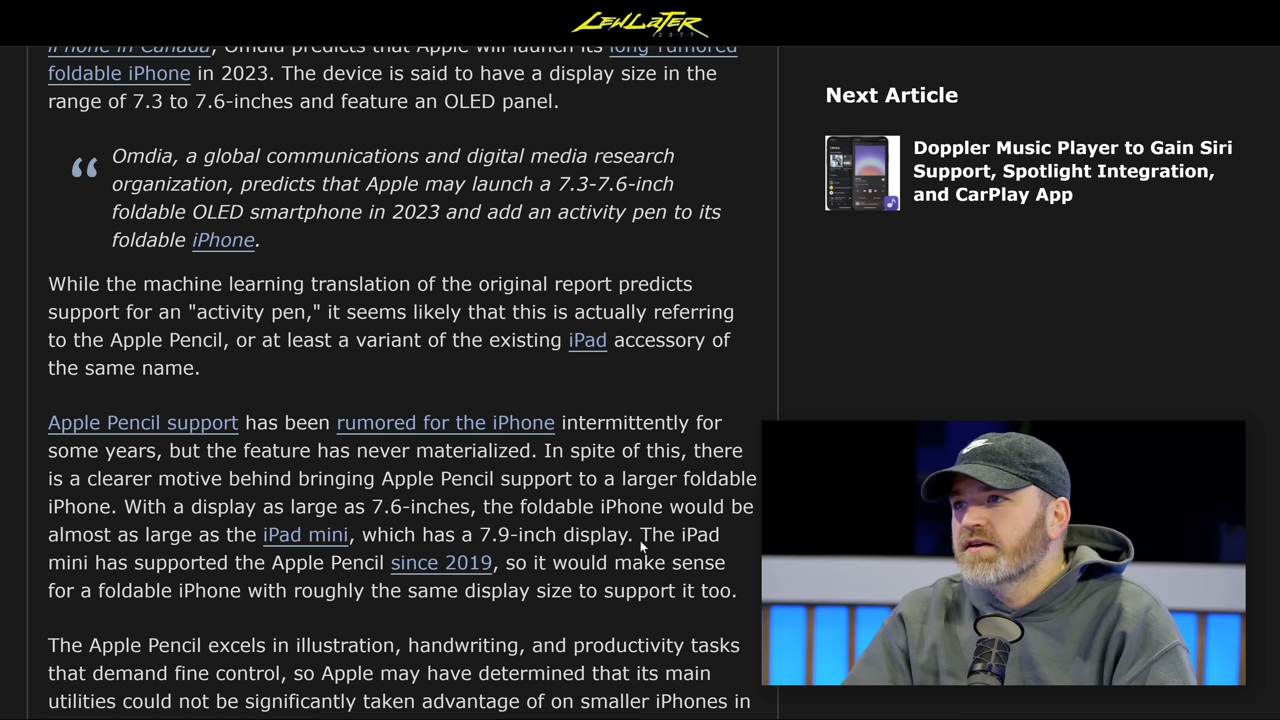 LEWLATER
2077
iPhone in Canada, Omdia predicts that Apple will launch its long-rumored
foldable iPhone in 2023. The device is said to have a display size in the
range of 7.3 to 7.6-inches and feature an OLED panel.
“ Omdia, a global communications and digital media research
organization, predicts that Apple may launch a 7.3-7.6-inch
foldable OLED smartphone in 2023 and add an activity pen to its
foldable iPhone.
While the machine learning translation of the original report predicts
support for an "activity pen," it seems likely that this is actually referring
to the Apple Pencil, or at least a variant of the existing iPad accessory of
the same name.
Apple Pencil support has been rumored for the iPhone intermittently for
some years, but the feature has never materialized. In spite of this, there
is a clearer motive behind bringing Apple Pencil support to a larger foldable
iPhone. With a display as large as 7.6-inches, the foldable iPhone would be
almost as large as the iPad mini, which has a 7.9-inch display. The iPad
mini has supported the Apple Pencil since 2019, so it would make sense
for a foldable iPhone with roughly the same display size to support it too.
The Apple Pencil excels in illustration, handwriting, and productivity tasks
that demand fine control, so Apple may have determined that its main
utilities could not be significantly taken advantage of on smaller iPhones in
Next Article
Doppler Music Player to Gain Siri
Support, Spotlight Integration,
and CarPlay App